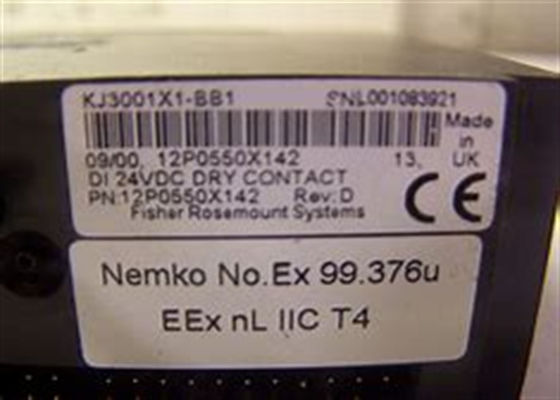 KJ3001X1-BB1 SNL001083921
Made in UK
09/00, 12P0550X142 13,
DI 24VDC DRY CONTACT
PN:12P0550X142 Rev:D
Fisher Rosemount Systems
CE
Nemko No.Ex 99.376u
EEx nL IIC T4